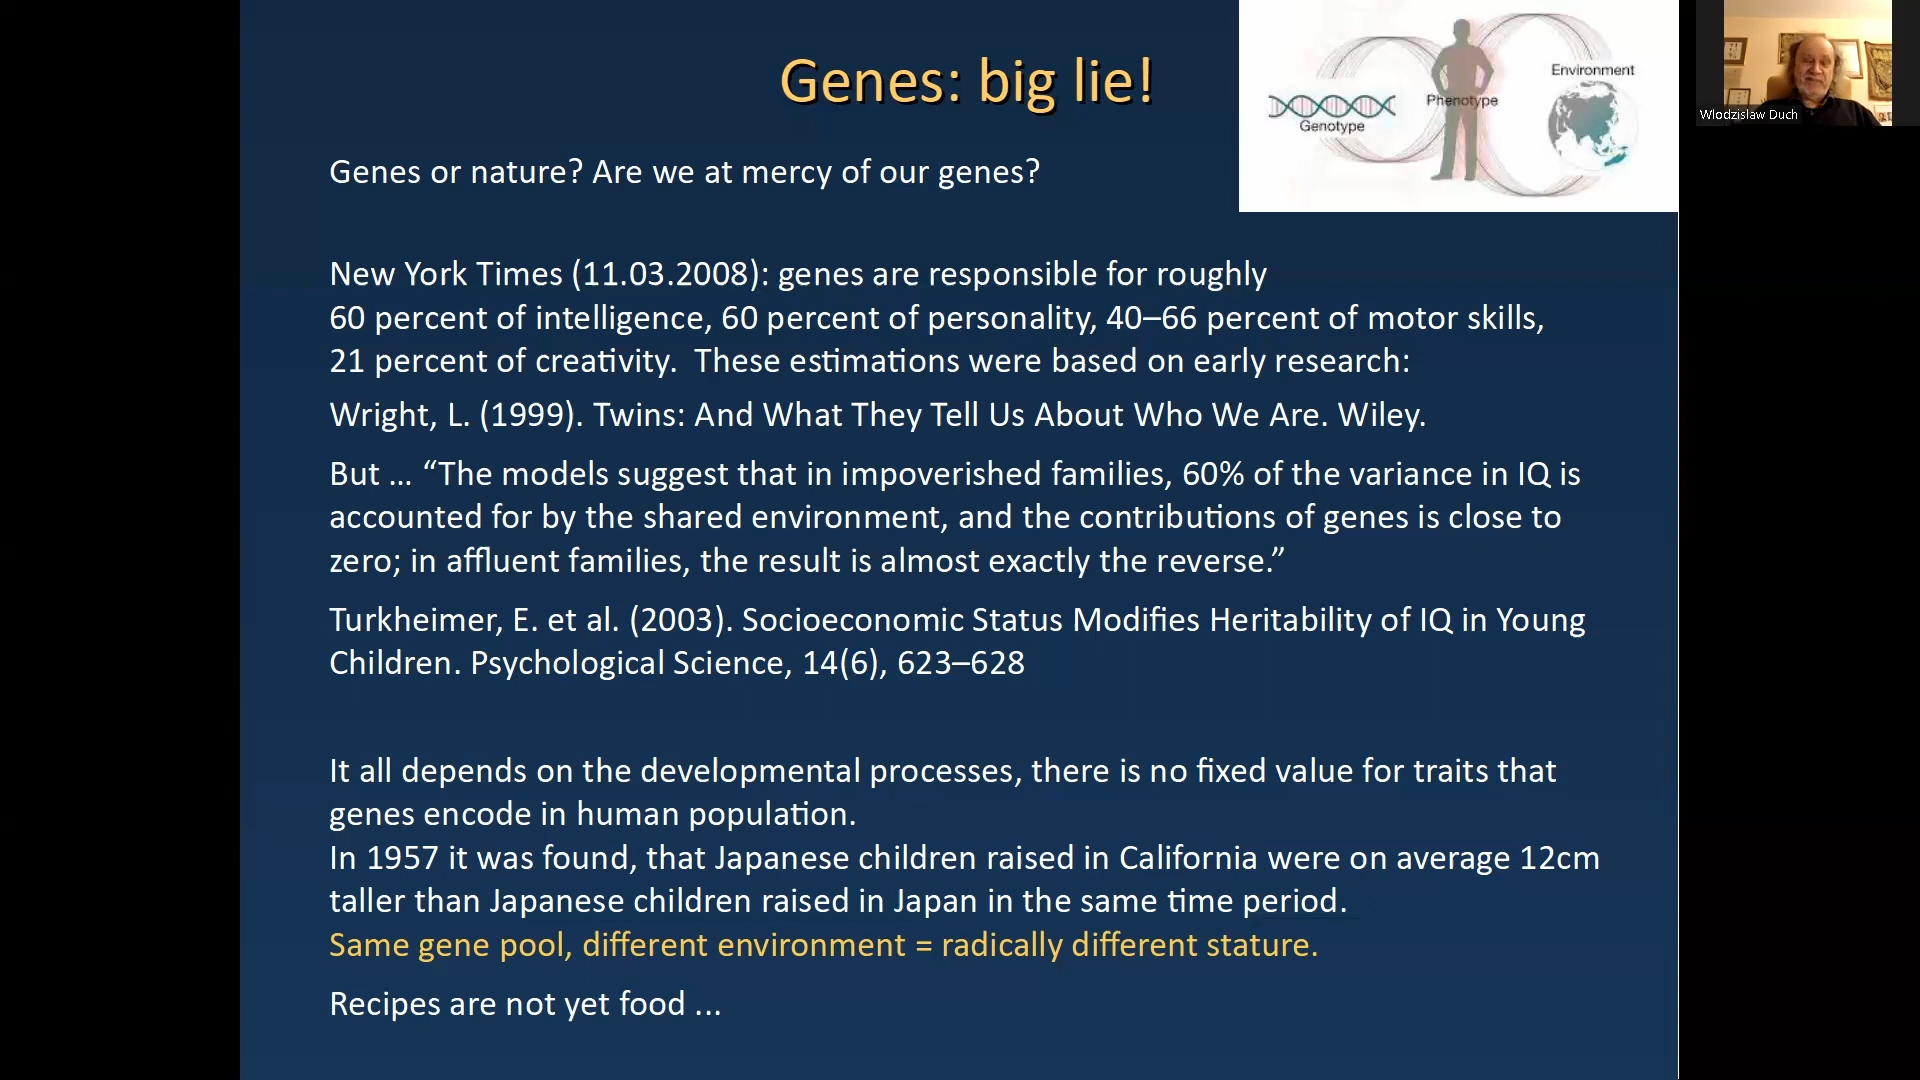 Genes: big lie!
Genotype
Phenotype
Environment
Wlodzislaw Duch
Genes or nature? Are we at mercy of our genes?
New York Times (11.03.2008): genes are responsible for roughly
60 percent of intelligence, 60 percent of personality, 40–66 percent of motor skills,
21 percent of creativity.  These estimations were based on early research:
Wright, L. (1999). Twins: And What They Tell Us About Who We Are. Wiley.
But ... “The models suggest that in impoverished families, 60% of the variance in IQ is
accounted for by the shared environment, and the contributions of genes is close to
zero; in affluent families, the result is almost exactly the reverse.”
Turkheimer, E. et al. (2003). Socioeconomic Status Modifies Heritability of IQ in Young
Children. Psychological Science, 14(6), 623–628
It all depends on the developmental processes, there is no fixed value for traits that
genes encode in human population.
In 1957 it was found, that Japanese children raised in California were on average 12cm
taller than Japanese children raised in Japan in the same time period.
Same gene pool, different environment = radically different stature.
Recipes are not yet food ...